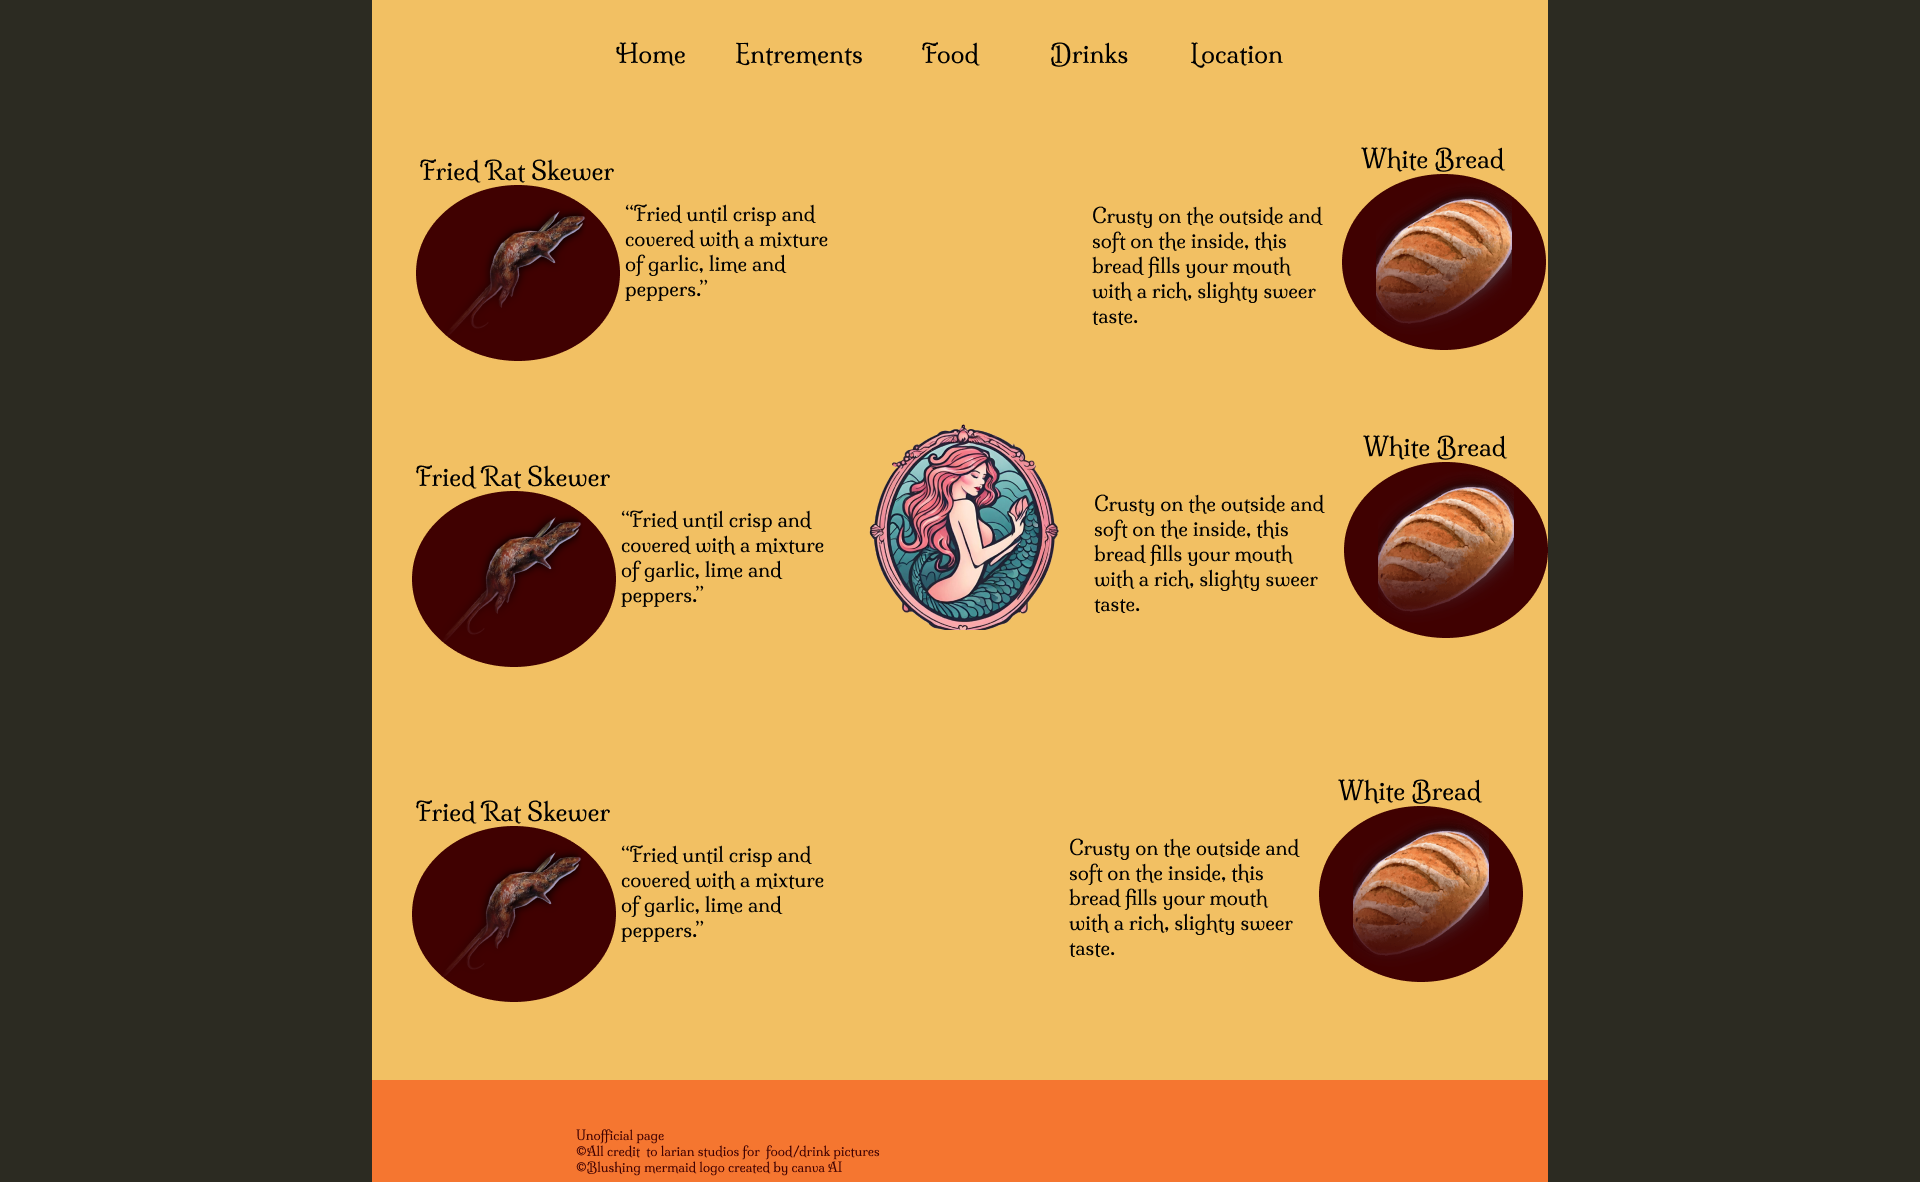 Home Entrements Food Drinks Location
Fried Rat Skewer
“Fried until crisp and
covered with a mixture
of garlic, lime and
peppers.”
White Bread
Crusty on the outside and
soft on the inside, this
bread fills your mouth
with a rich, slighty sweer
taste.
Fried Rat Skewer
“Fried until crisp and
covered with a mixture
of garlic, lime and
peppers.”
White Bread
Crusty on the outside and
soft on the inside, this
bread fills your mouth
with a rich, slighty sweer
taste.
Fried Rat Skewer
“Fried until crisp and
covered with a mixture
of garlic, lime and
peppers.”
White Bread
Crusty on the outside and
soft on the inside, this
bread fills your mouth
with a rich, slighty sweer
taste.
Unofficial page
©All credit to larian studios for food/drink pictures
©Blushing mermaid logo created by canva AI